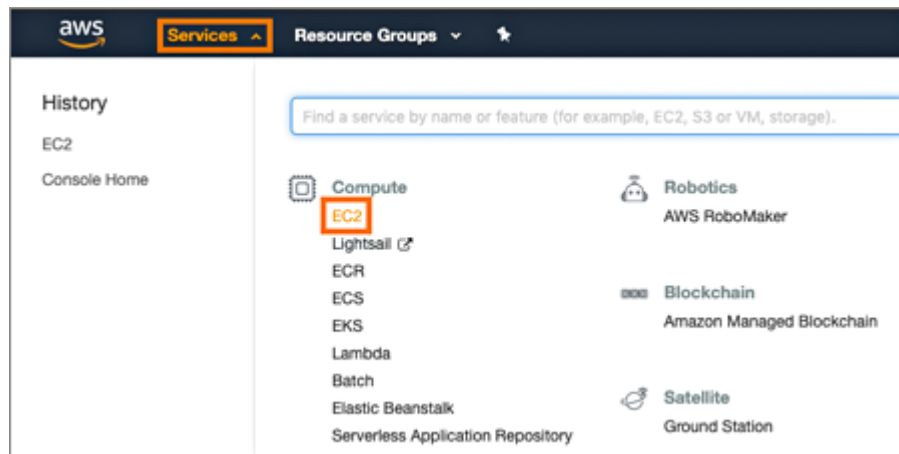 aws Services Resource Groups
History
EC2
Console Home
Find a service by name or feature (for example, EC2, S3 or VM, storage).
Compute
EC2
Lightsail
ECR
ECS
EKS
Lambda
Batch
Elastic Beanstalk
Serverless Application Repository
Robotics
AWS RoboMaker
Blockchain
Amazon Managed Blockchain
Satellite
Ground Station